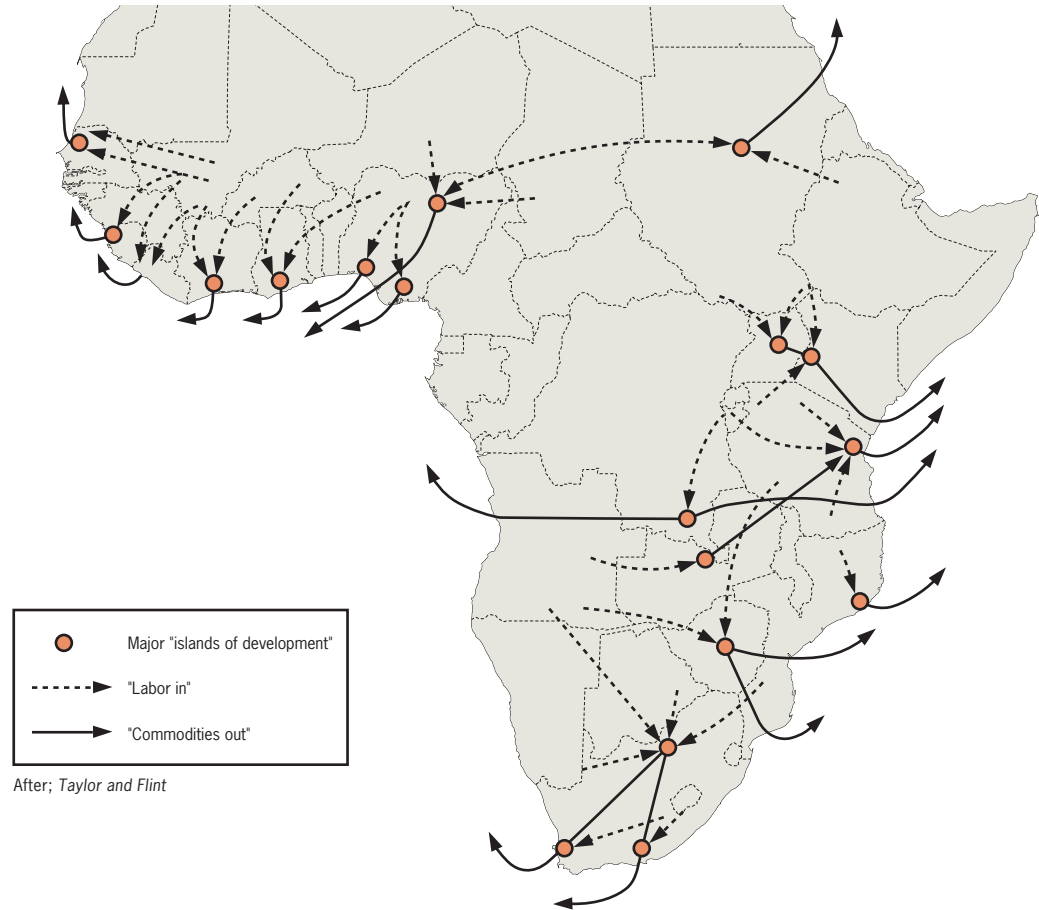 Major "islands of development"
"Labor in"
"Commodities out"
After; Taylor and Flint